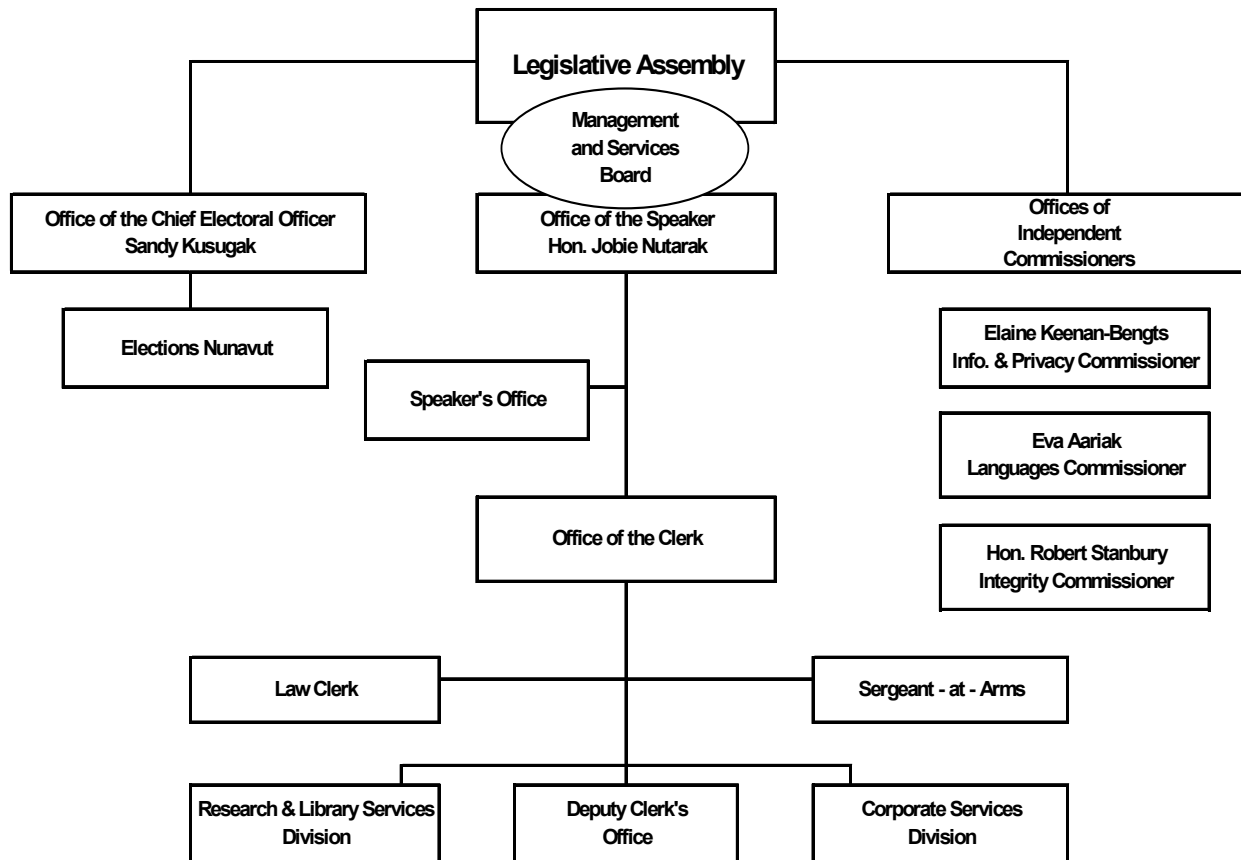 Legislative Assembly
Management
and Services
Board
Office of the Chief Electoral Officer
Sandy Kusugak
Office of the Speaker
Hon. Jobie Nutarak
Offices of
Independent
Commissioners
Elections Nunavut
Elaine Keenan-Bengts
Info. & Privacy Commissioner
Speaker's Office
Eva Aariak
Languages Commissioner
Office of the Clerk
Hon. Robert Stanbury
Integrity Commissioner
Law Clerk
Sergeant - at - Arms
Research & Library Services
Division
Deputy Clerk's
Office
Corporate Services
Division